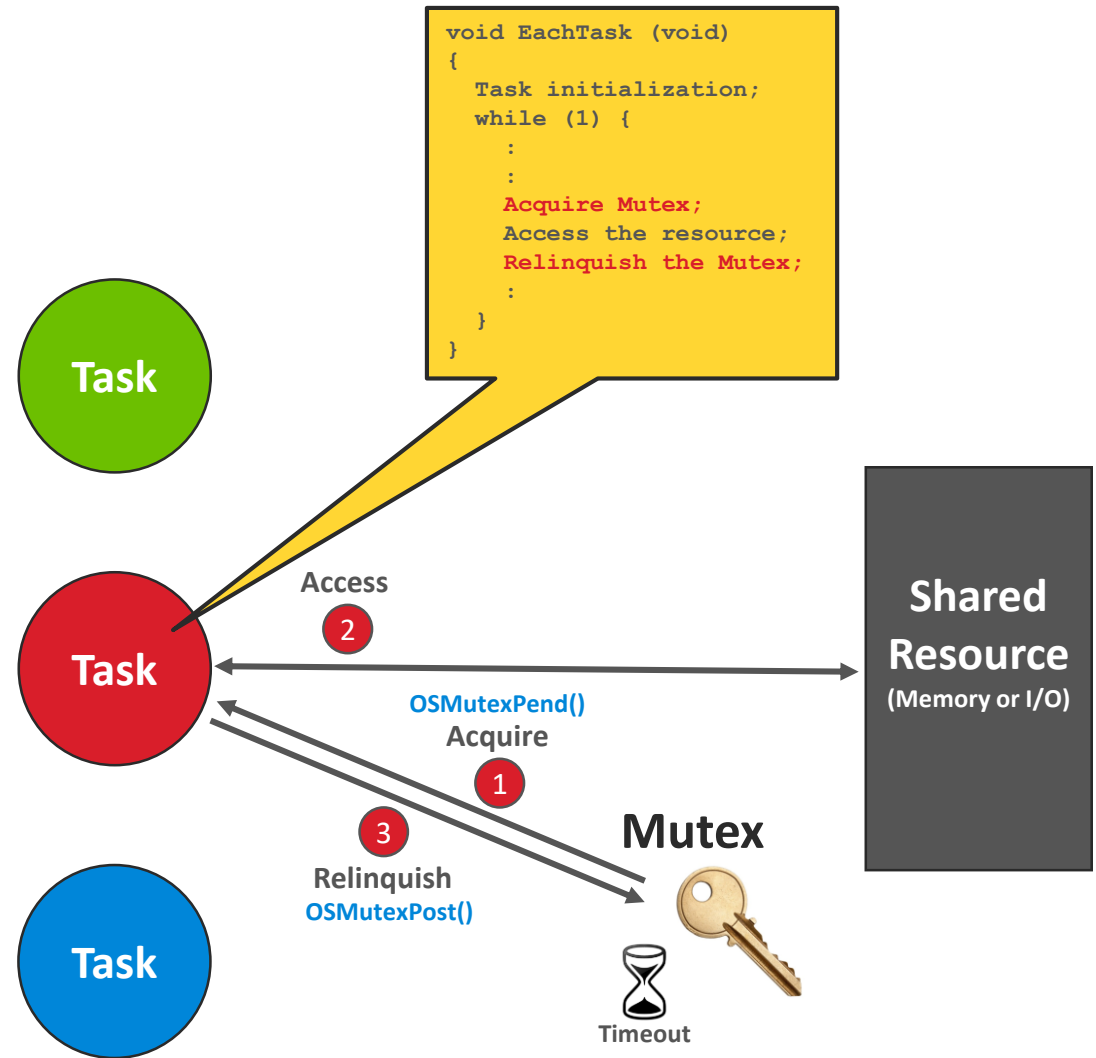 void EachTask (void)
{
  Task initialization;
  while (1) {
    :
    :
    Acquire Mutex;
    Access the resource;
    Relinquish the Mutex;
    :
  }
}
Task
Access
2
Task
Shared
Resource
(Memory or I/O)
OSMutexPend()
Acquire
1
3
Relinquish
OSMutexPost()
Mutex
Task
Timeout